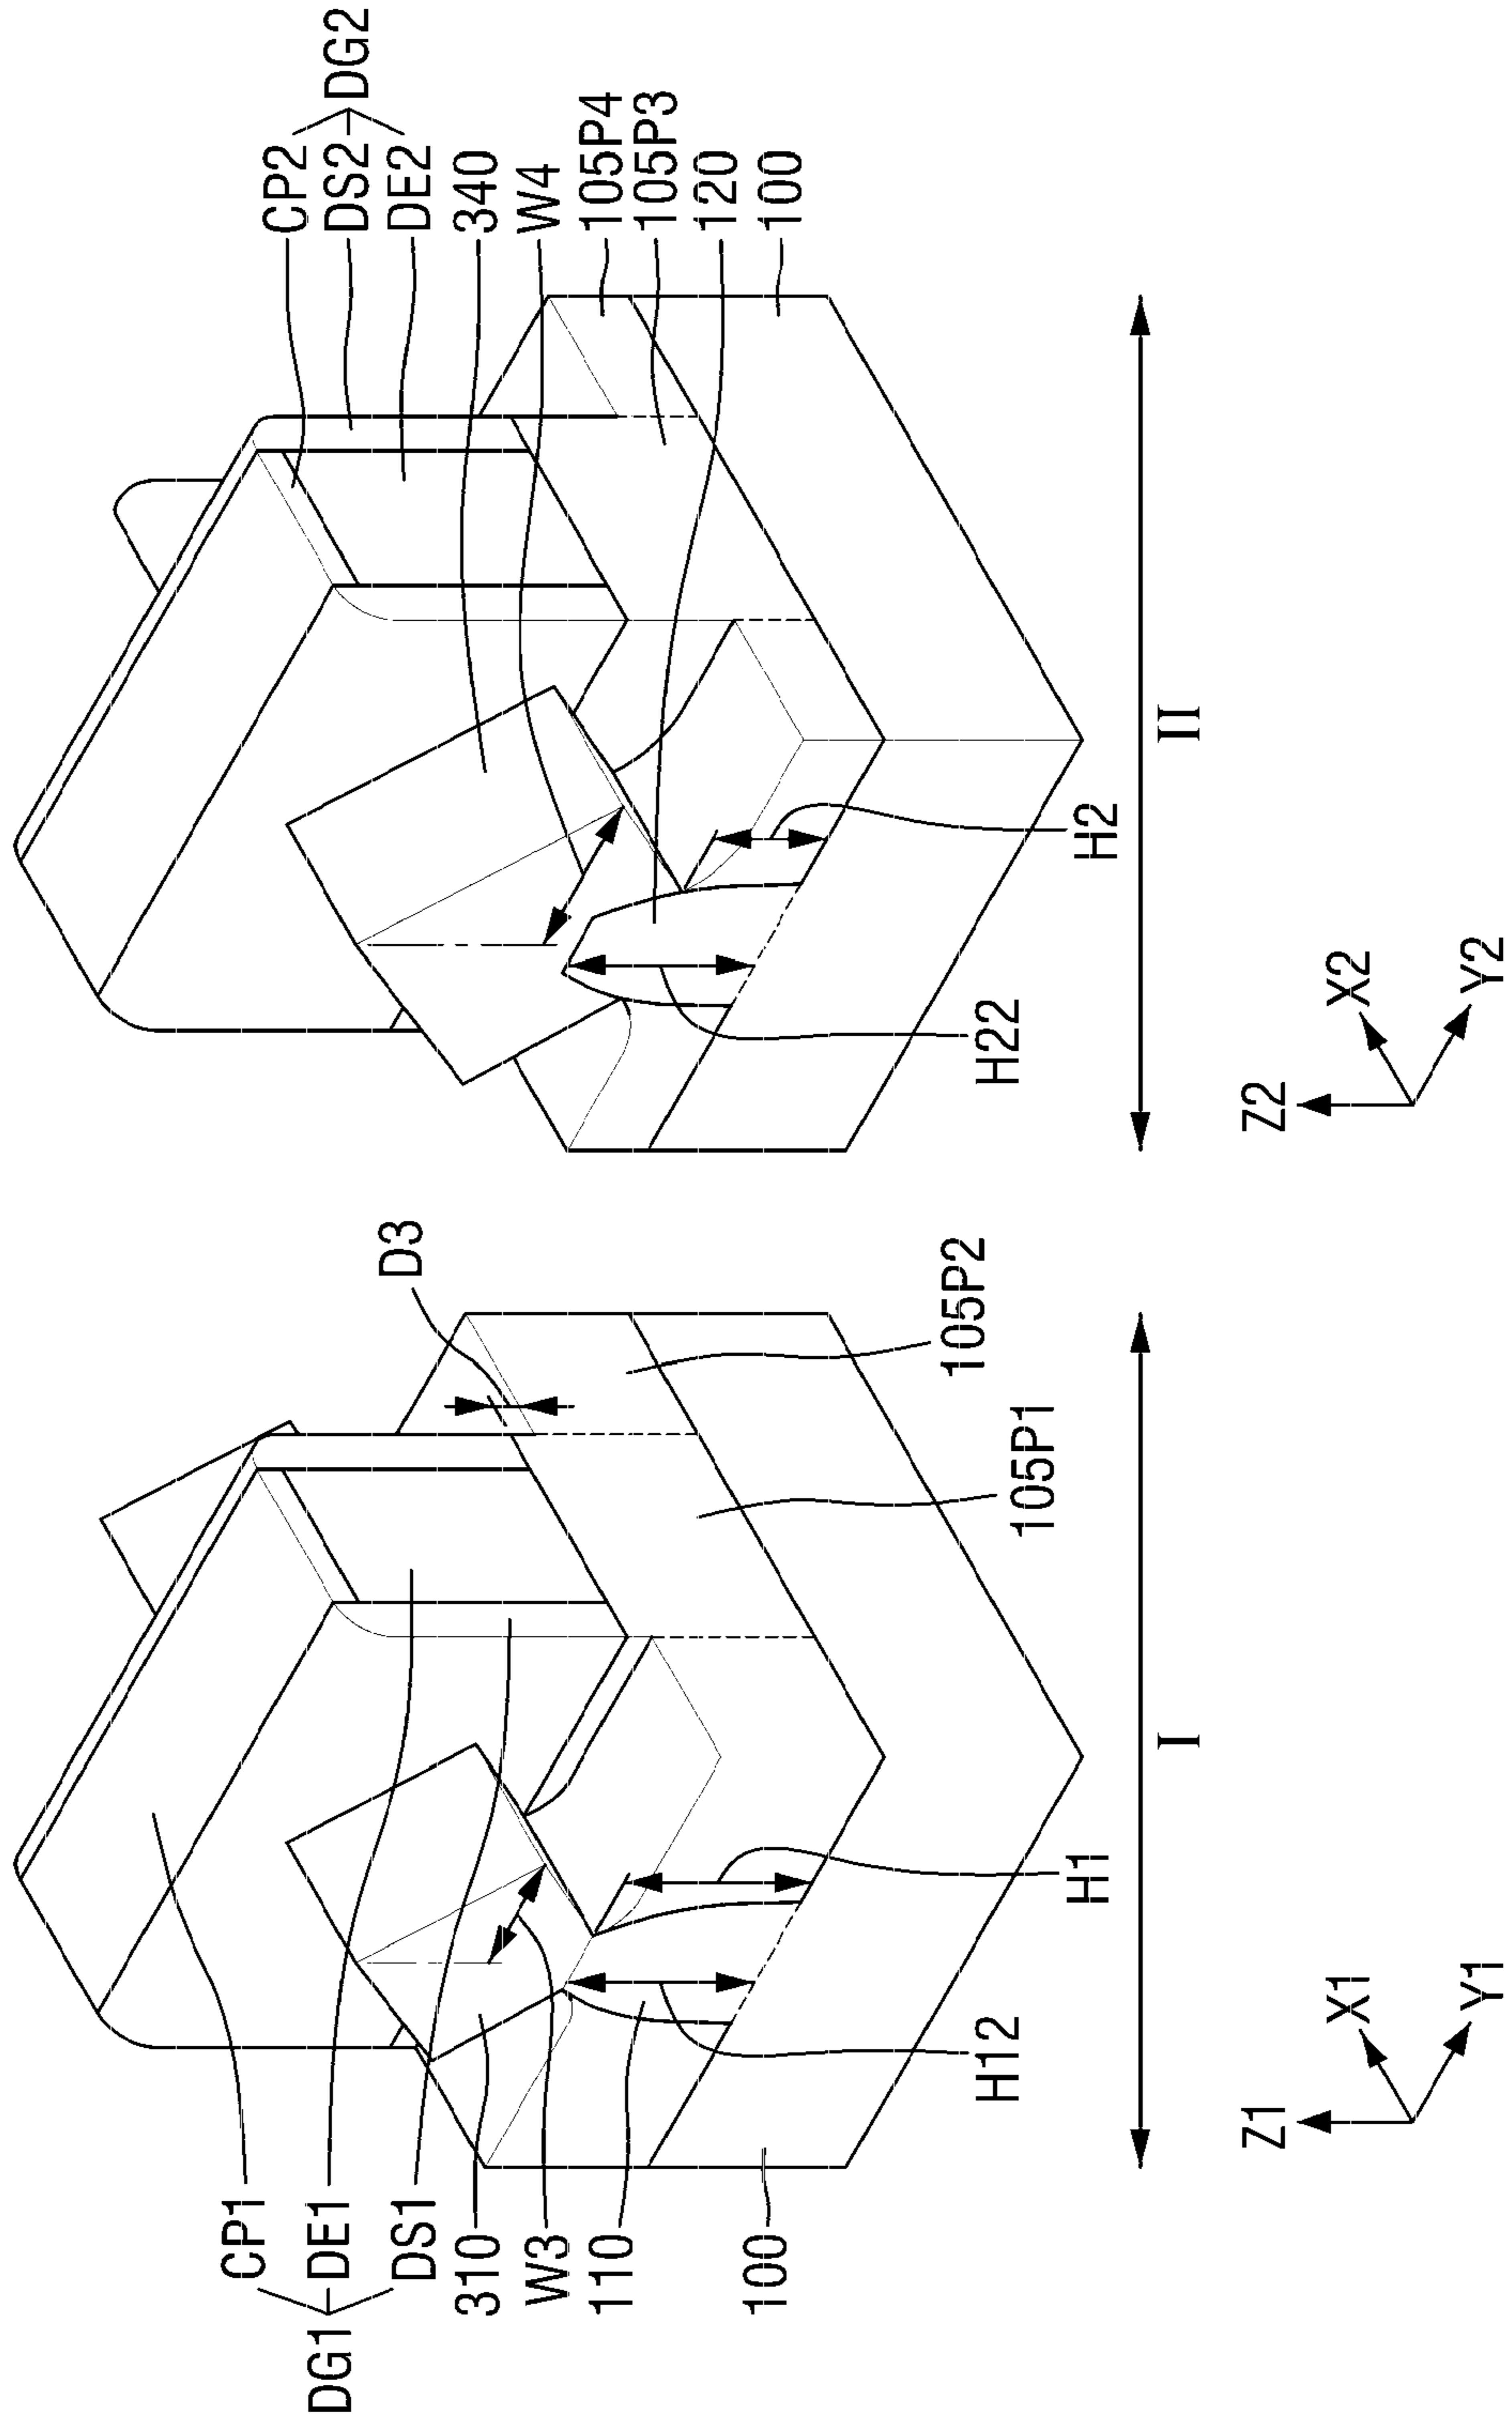 CP1
DG1
DE1
DS1
310
W3
110
100
H12
H1
I
Z1
X1
Y1
D3
105P2
105P1
CP2
DS2
DG2
DE2
340
W4
105P4
105P3
120
100
H22
H2
II
Z2
X2
Y2